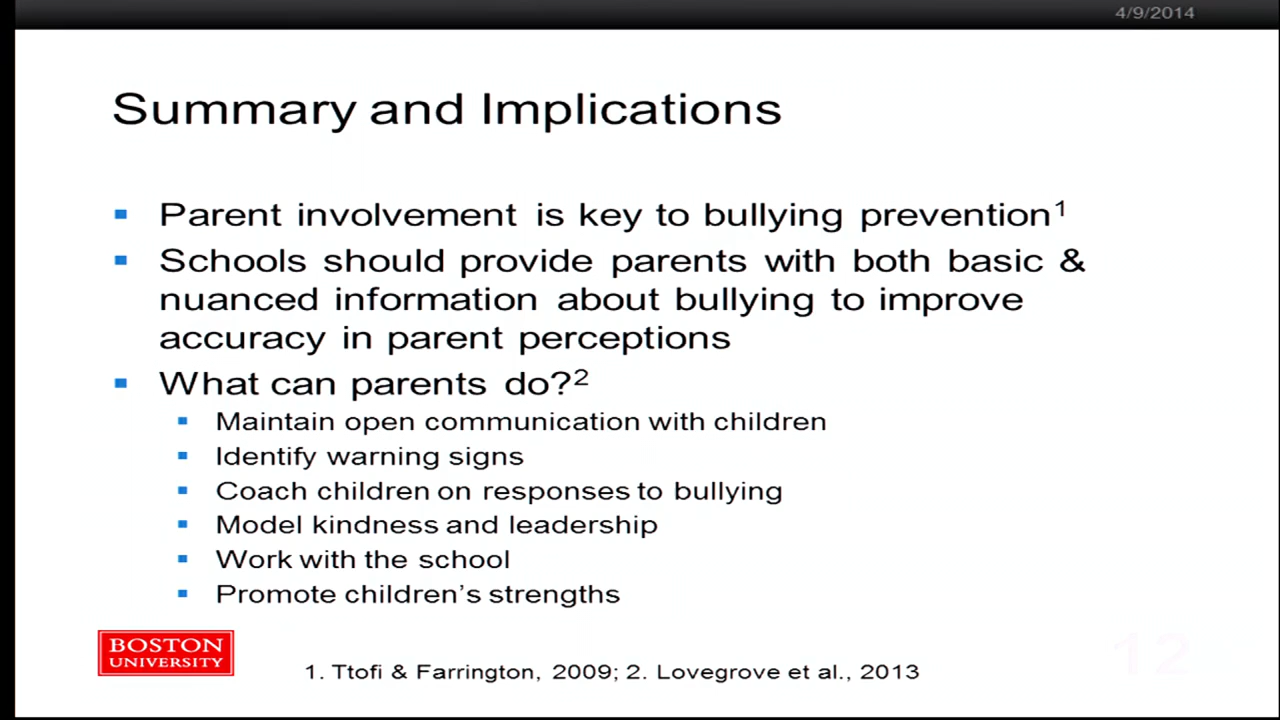 4/9/2014
Summary and Implications
▪ Parent involvement is key to bullying prevention¹
▪ Schools should provide parents with both basic &
nuanced information about bullying to improve
accuracy in parent perceptions
▪ What can parents do?²
▪ Maintain open communication with children
▪ Identify warning signs
▪ Coach children on responses to bullying
▪ Model kindness and leadership
▪ Work with the school
▪ Promote children’s strengths
BOSTON
UNIVERSITY
1. Ttofi & Farrington, 2009; 2. Lovegrove et al., 2013
12